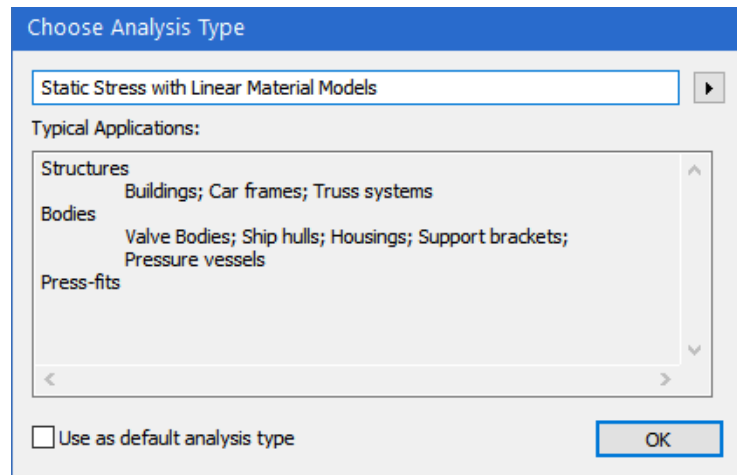 Choose Analysis Type
Static Stress with Linear Material Models
Typical Applications:
Structures
Buildings; Car frames; Truss systems
Bodies
Valve Bodies; Ship hulls; Housings; Support brackets;
Pressure vessels
Press-fits
Use as default analysis type
OK